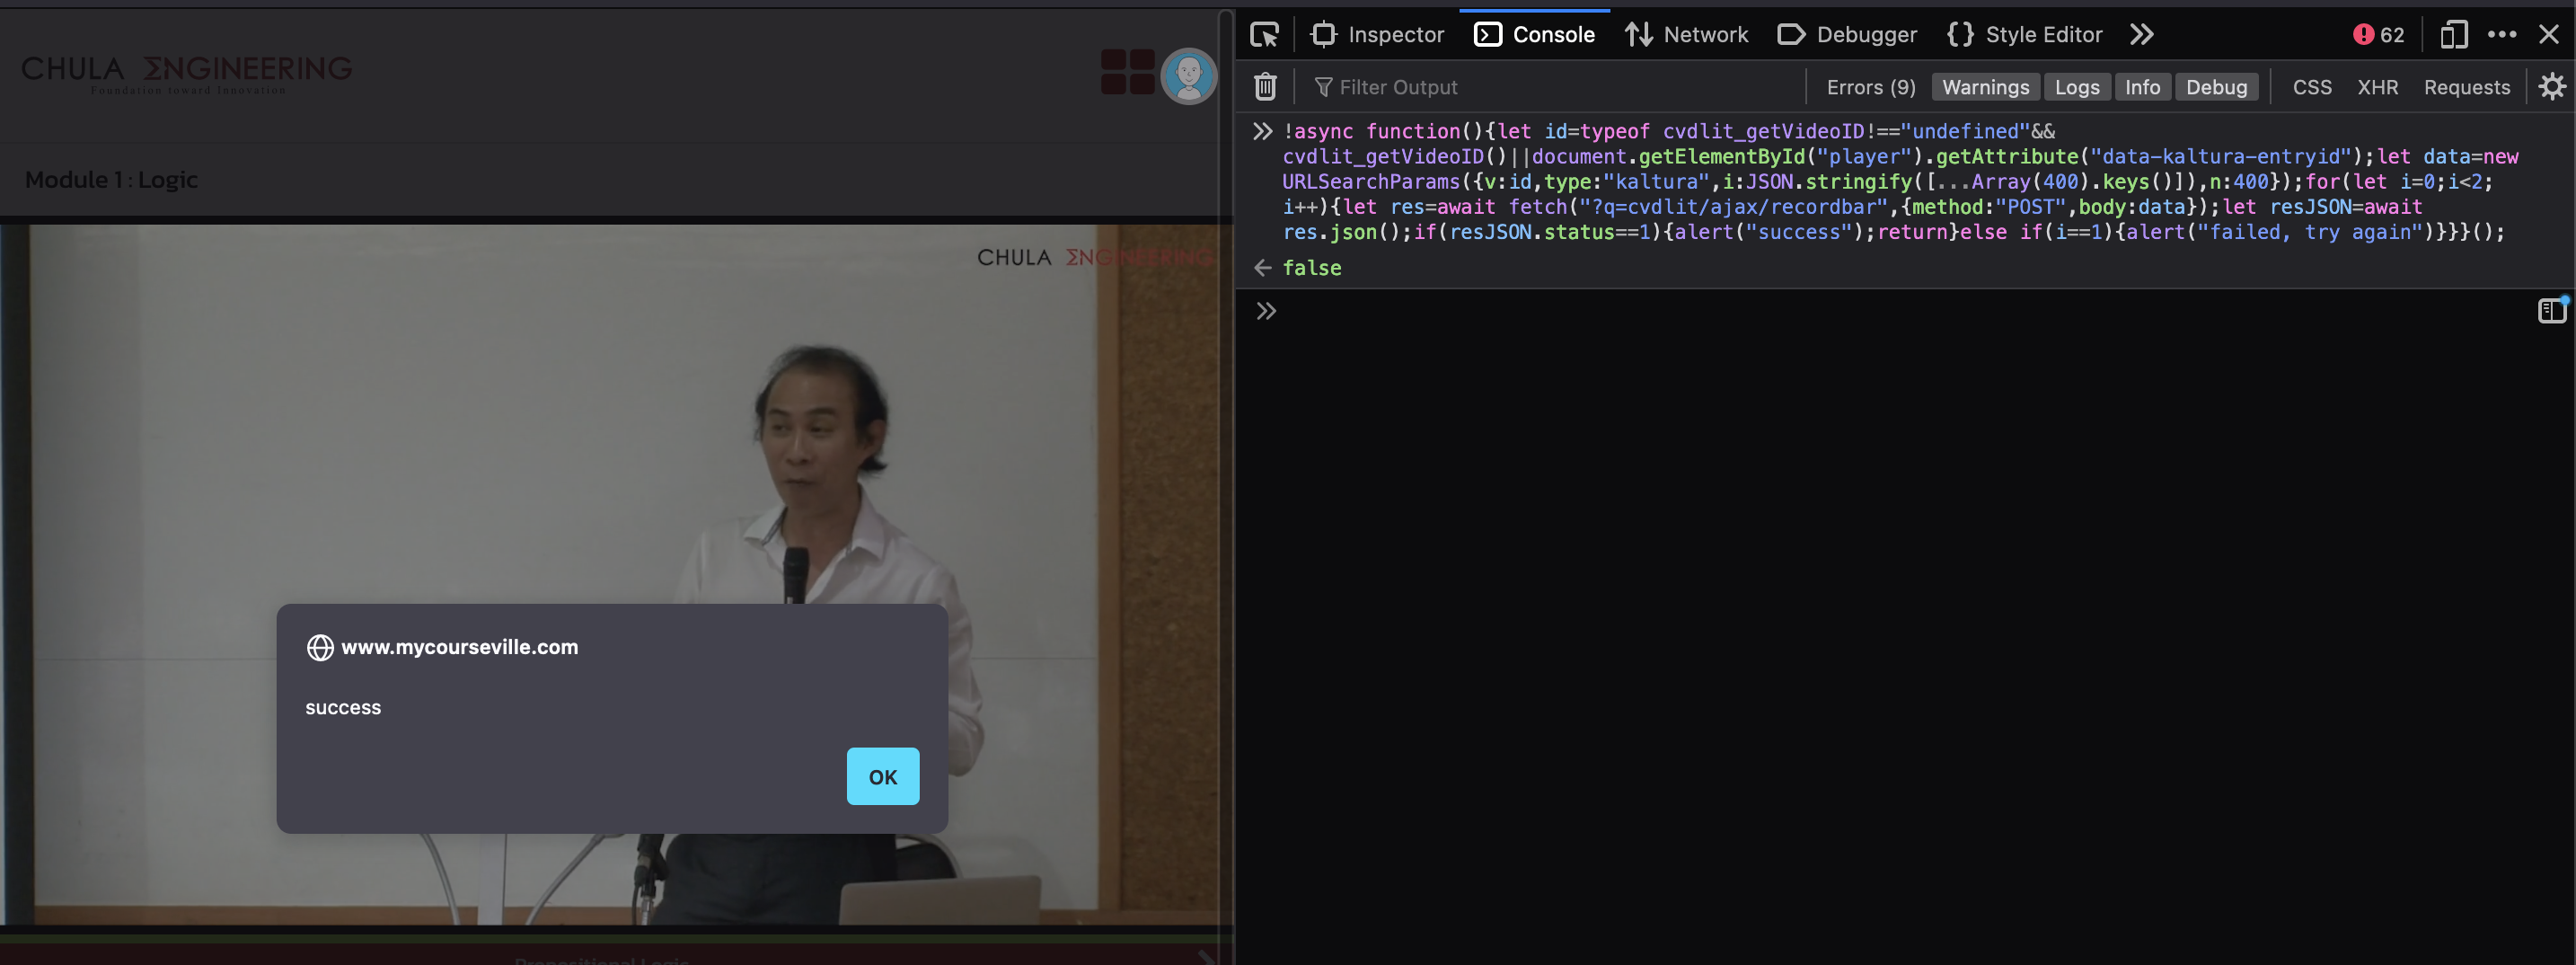 CHULA ΣNGINEERING
Foundation toward Innovation
Module 1 : Logic
CHULA ΣNGINEERING
www.mycourseville.com
success
OK
Propositional Logic
Inspector
Console
Network
Debugger
Style Editor
62
Filter Output
Errors (9)
Warnings
Logs
Info
Debug
CSS
XHR
Requests
!async function(){let id=typeof cvdlit_getVideoID!=="undefined"&&
cvdlit_getVideoID()||document.getElementById("player").getAttribute("data-kaltura-entryid");let data=new
URLSearchParams({v:id,type:"kaltura",i:JSON.stringify([...Array(400).keys()]),n:400});for(let i=0;i<2;
i++){let res=await fetch("?q=cvdlit/ajax/recordbar",{method:"POST",body:data});let resJSON=await
res.json();if(resJSON.status==1){alert("success");return}else if(i==1){alert("failed, try again")}}}();
false